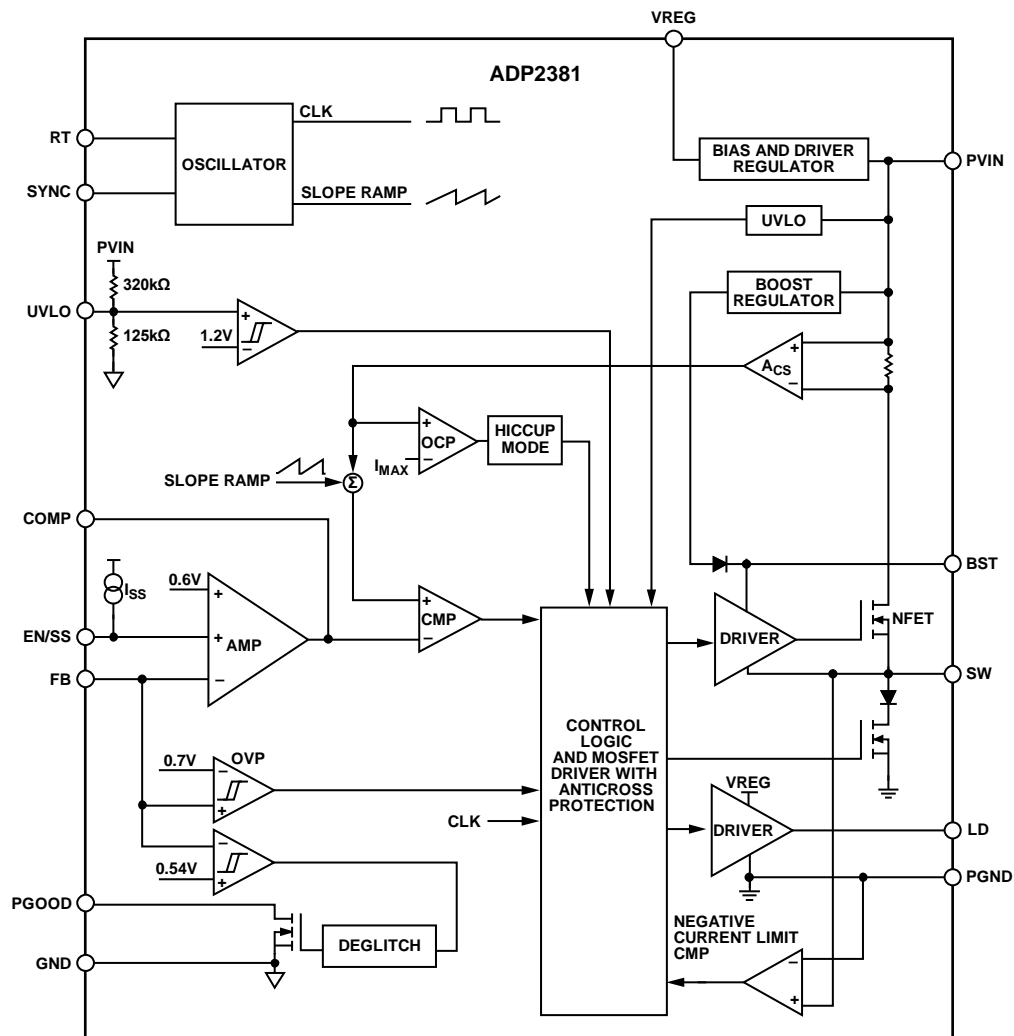 VREG
ADP2381
CLK
RT
OSCILLATOR
BIAS AND DRIVER
REGULATOR
PVIN
SYNC
SLOPE RAMP
UVLO
PVIN
320kΩ
UVLO
125kΩ
+
1.2V
−
BOOST
REGULATOR
+
ACS
−
+
OCP
−
IMAX
HICCUP
MODE
SLOPE RAMP
Σ
COMP
ISS
0.6V
+
EN/SS
+
AMP
FB
−
+
CMP
−
BST
DRIVER
NFET
SW
CONTROL
LOGIC
AND MOSFET
DRIVER WITH
ANTICROSS
PROTECTION
0.7V
−
OVP
+
CLK
VREG
DRIVER
LD
−
0.54V
+
PGND
PGOOD
DEGLITCH
GND
NEGATIVE
CURRENT LIMIT
CMP
−
+